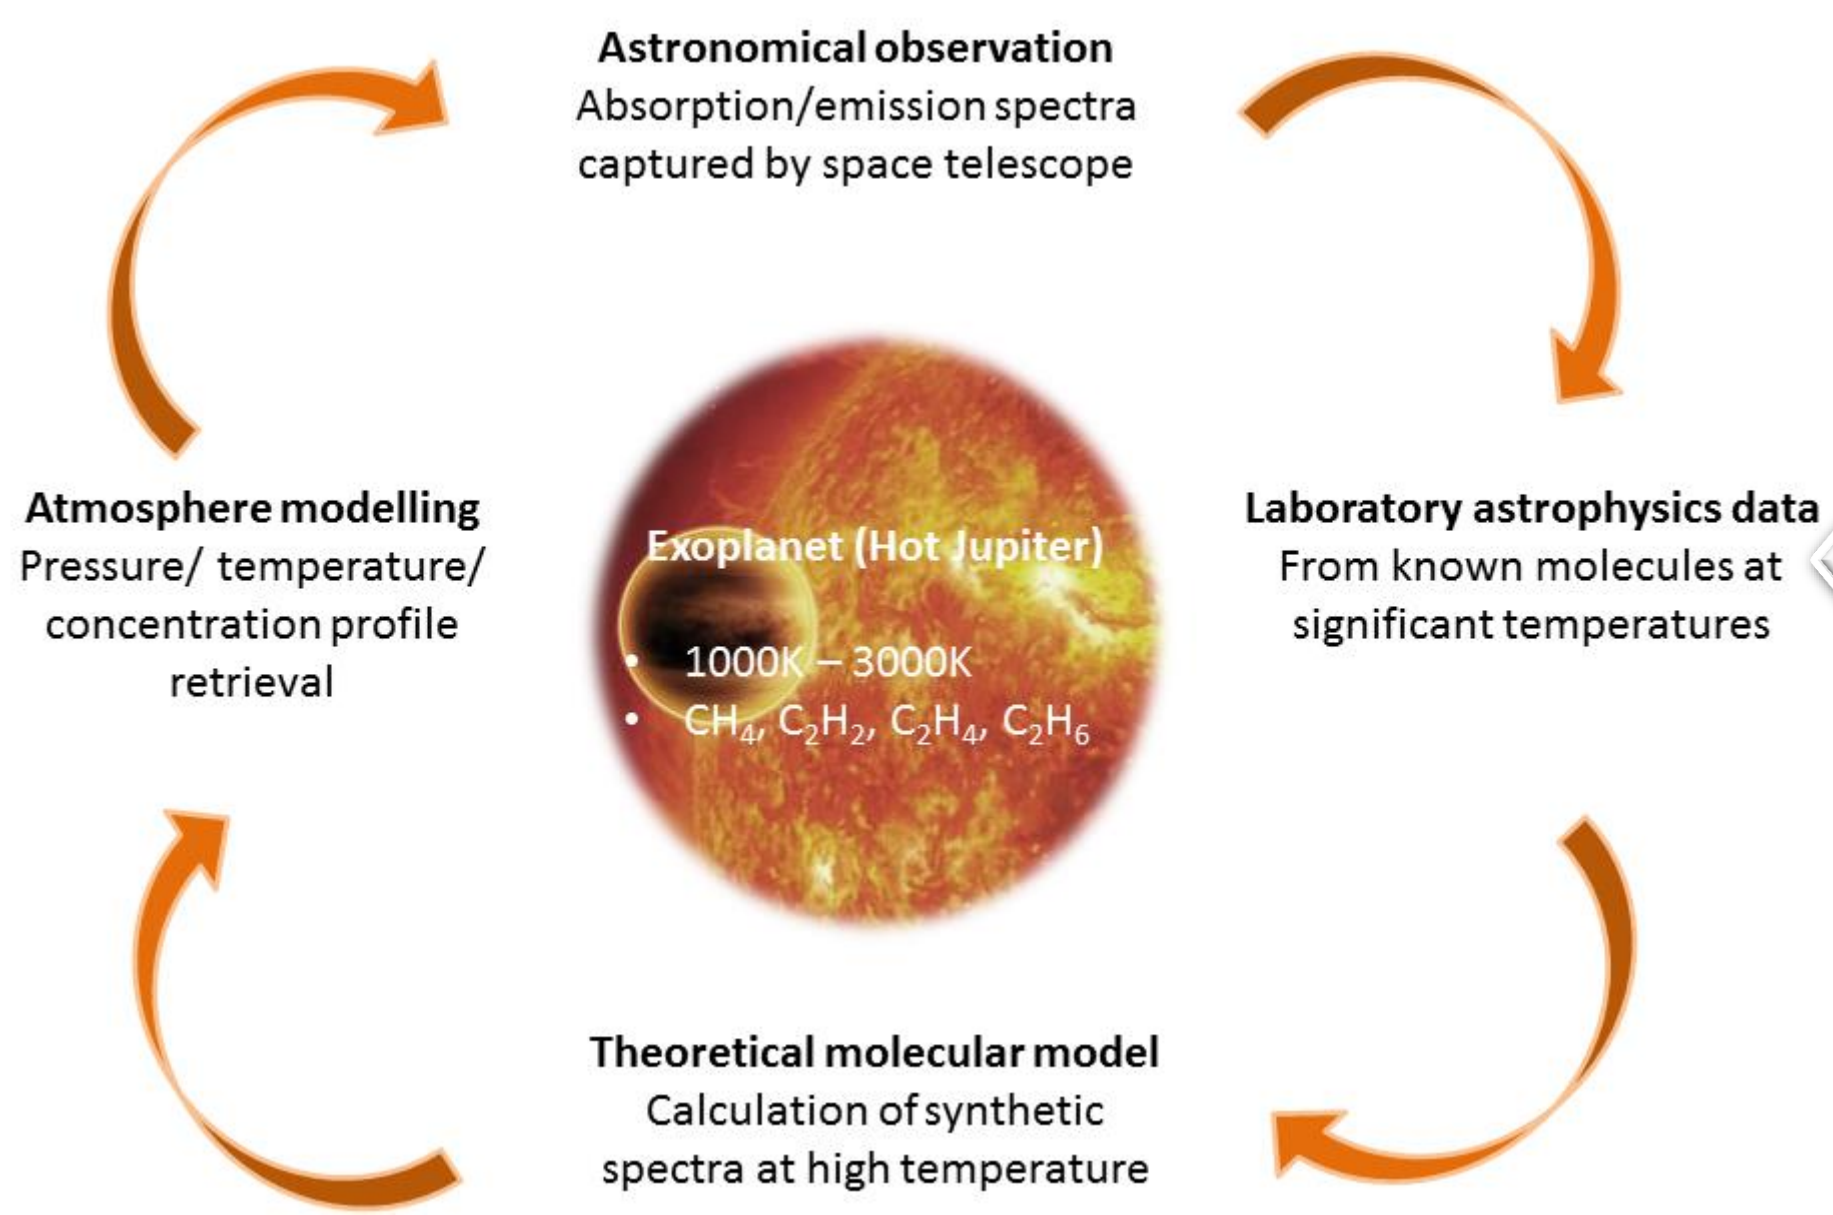 Astronomical observation
Absorption/emission spectra
captured by space telescope
Atmosphere modelling
Pressure/ temperature/
concentration profile
retrieval
Exoplanet (Hot Jupiter)
• 1000K – 3000K
• CH₄, C₂H₂, C₂H₄, C₂H₆
Laboratory astrophysics data
From known molecules at
significant temperatures
Theoretical molecular model
Calculation of synthetic
spectra at high temperature